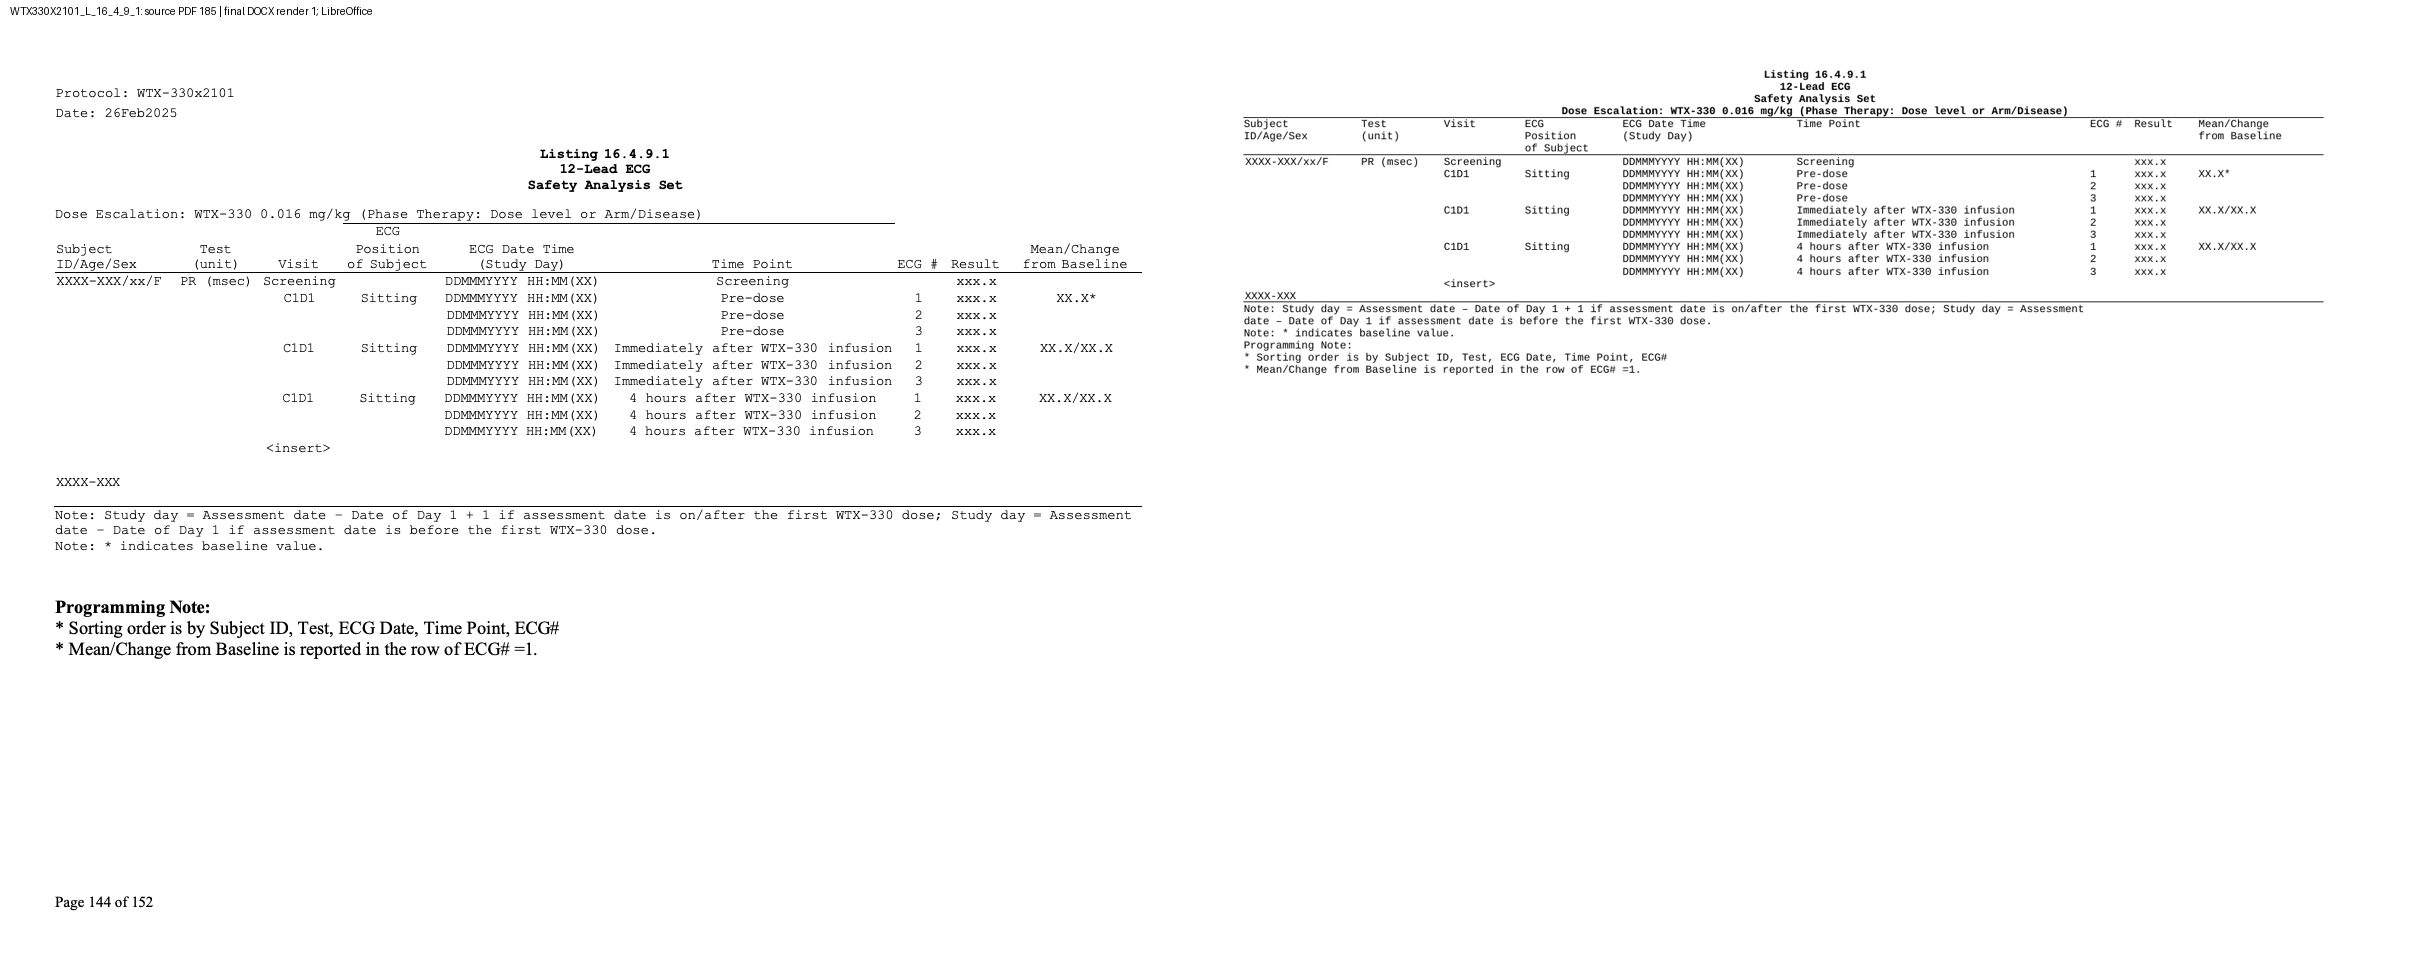 WTX330X2101_L_16_4_9_1: source PDF 185 | final DOCX render 1; LibreOffice
Protocol: WTX-330x2101
Date: 26Feb2025
Listing 16.4.9.1
12-Lead ECG
Safety Analysis Set
Dose Escalation: WTX-330 0.016 mg/kg (Phase Therapy: Dose level or Arm/Disease)
ECG
Subject Test Position ECG Date Time Mean/Change
ID/Age/Sex (unit) Visit of Subject (Study Day) Time Point ECG # Result from Baseline
XXXX-XXX/xx/F PR (msec) Screening DDMMMYYYY HH:MM(XX) Screening xxx.x
C1D1 Sitting DDMMMYYYY HH:MM(XX) Pre-dose 1 xxx.x XX.X*
DDMMMYYYY HH:MM(XX) Pre-dose 2 xxx.x
DDMMMYYYY HH:MM(XX) Pre-dose 3 xxx.x
C1D1 Sitting DDMMMYYYY HH:MM(XX) Immediately after WTX-330 infusion 1 xxx.x XX.X/XX.X
DDMMMYYYY HH:MM(XX) Immediately after WTX-330 infusion 2 xxx.x
DDMMMYYYY HH:MM(XX) Immediately after WTX-330 infusion 3 xxx.x
C1D1 Sitting DDMMMYYYY HH:MM(XX) 4 hours after WTX-330 infusion 1 xxx.x XX.X/XX.X
DDMMMYYYY HH:MM(XX) 4 hours after WTX-330 infusion 2 xxx.x
DDMMMYYYY HH:MM(XX) 4 hours after WTX-330 infusion 3 xxx.x
<insert>
XXXX-XXX
Note: Study day = Assessment date – Date of Day 1 + 1 if assessment date is on/after the first WTX-330 dose; Study day = Assessment
date – Date of Day 1 if assessment date is before the first WTX-330 dose.
Note: * indicates baseline value.
Programming Note:
* Sorting order is by Subject ID, Test, ECG Date, Time Point, ECG#
* Mean/Change from Baseline is reported in the row of ECG# =1.
Page 144 of 152
Listing 16.4.9.1
12-Lead ECG
Safety Analysis Set
Dose Escalation: WTX-330 0.016 mg/kg (Phase Therapy: Dose level or Arm/Disease)
Subject Test Visit ECG ECG Date Time Time Point ECG # Result Mean/Change
ID/Age/Sex (unit) Position (Study Day) from Baseline
of Subject
XXXX-XXX/xx/F PR (msec) Screening DDMMMYYYY HH:MM(XX) Screening xxx.x
C1D1 Sitting DDMMMYYYY HH:MM(XX) Pre-dose 1 xxx.x XX.X*
DDMMMYYYY HH:MM(XX) Pre-dose 2 xxx.x
DDMMMYYYY HH:MM(XX) Pre-dose 3 xxx.x
C1D1 Sitting DDMMMYYYY HH:MM(XX) Immediately after WTX-330 infusion 1 xxx.x XX.X/XX.X
DDMMMYYYY HH:MM(XX) Immediately after WTX-330 infusion 2 xxx.x
DDMMMYYYY HH:MM(XX) Immediately after WTX-330 infusion 3 xxx.x
C1D1 Sitting DDMMMYYYY HH:MM(XX) 4 hours after WTX-330 infusion 1 xxx.x XX.X/XX.X
DDMMMYYYY HH:MM(XX) 4 hours after WTX-330 infusion 2 xxx.x
DDMMMYYYY HH:MM(XX) 4 hours after WTX-330 infusion 3 xxx.x
<insert>
XXXX-XXX
Note: Study day = Assessment date – Date of Day 1 + 1 if assessment date is on/after the first WTX-330 dose; Study day = Assessment
date – Date of Day 1 if assessment date is before the first WTX-330 dose.
Note: * indicates baseline value.
Programming Note:
* Sorting order is by Subject ID, Test, ECG Date, Time Point, ECG#
* Mean/Change from Baseline is reported in the row of ECG# =1.